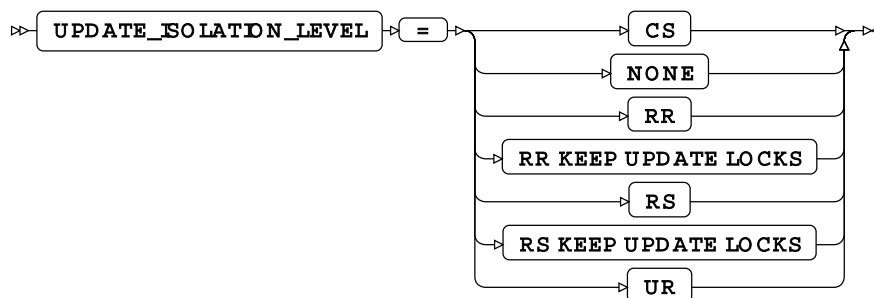 UPDATE_ISOLATION_LEVEL = CS
NONE
RR
RR KEEP UPDATE LOCKS
RS
RS KEEP UPDATE LOCKS
UR